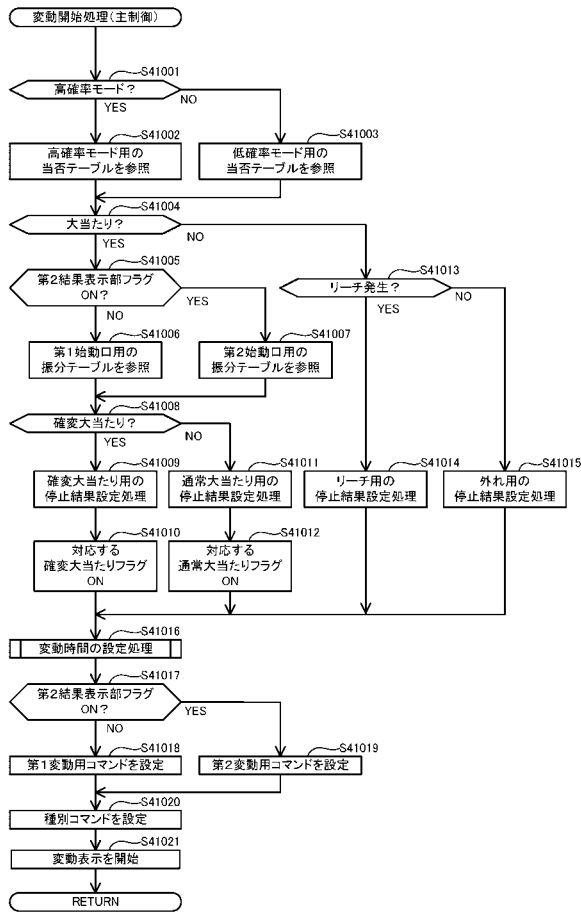 変動開始処理(主制御)
S41001
高確率モード?
YES
NO
S41002
高確率モード用の
当否テーブルを参照
S41003
低確率モード用の
当否テーブルを参照
S41004
大当たり?
YES
NO
S41005
第2結果表示部フラグ
ON?
NO
YES
S41013
リーチ発生?
YES
NO
S41006
第1始動口用の
振分テーブルを参照
S41007
第2始動口用の
振分テーブルを参照
S41008
確変大当たり?
YES
NO
S41009
確変大当たり用の
停止結果設定処理
S41011
通常大当たり用の
停止結果設定処理
S41014
リーチ用の
停止結果設定処理
S41015
外れ用の
停止結果設定処理
S41010
対応する
確変大当たりフラグ
ON
S41012
対応する
通常大当たりフラグ
ON
S41016
変動時間の設定処理
S41017
第2結果表示部フラグ
ON?
NO
YES
S41018
第1変動用コマンドを設定
S41019
第2変動用コマンドを設定
S41020
種別コマンドを設定
S41021
変動表示を開始
RETURN